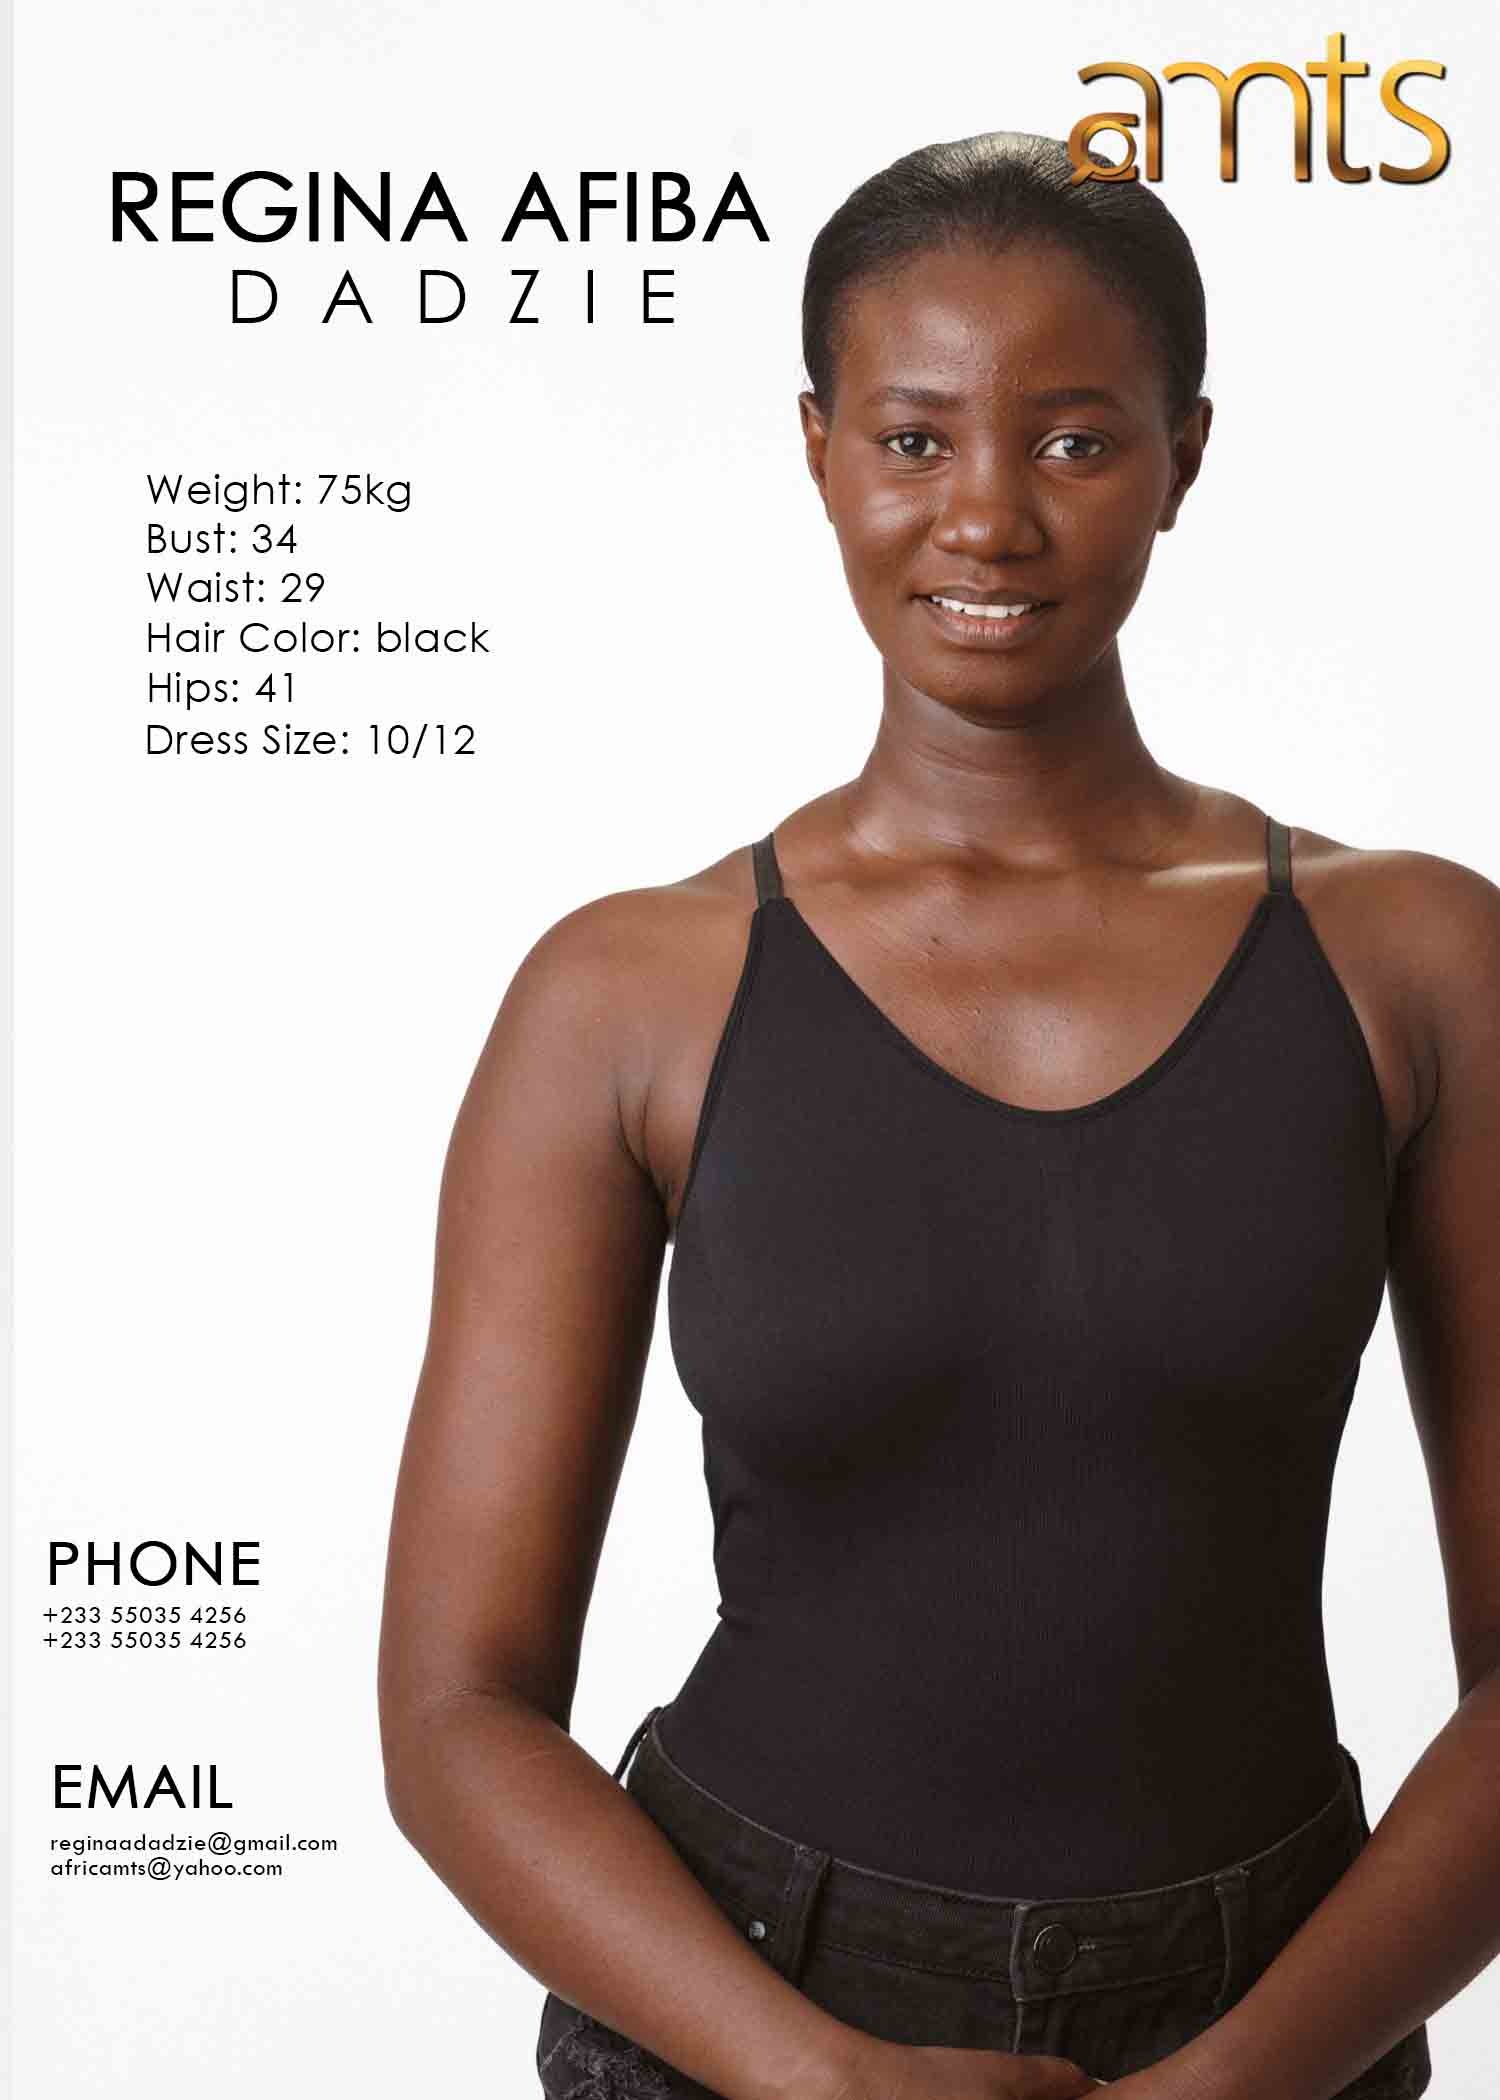 amts
REGINA AFIBA
DADZIE
Weight: 75kg
Bust: 34
Waist: 29
Hair Color: black
Hips: 41
Dress Size: 10/12
PHONE
+233 55035 4256
+233 55035 4256
EMAIL
reginaadadzie@gmail.com
africamts@yahoo.com